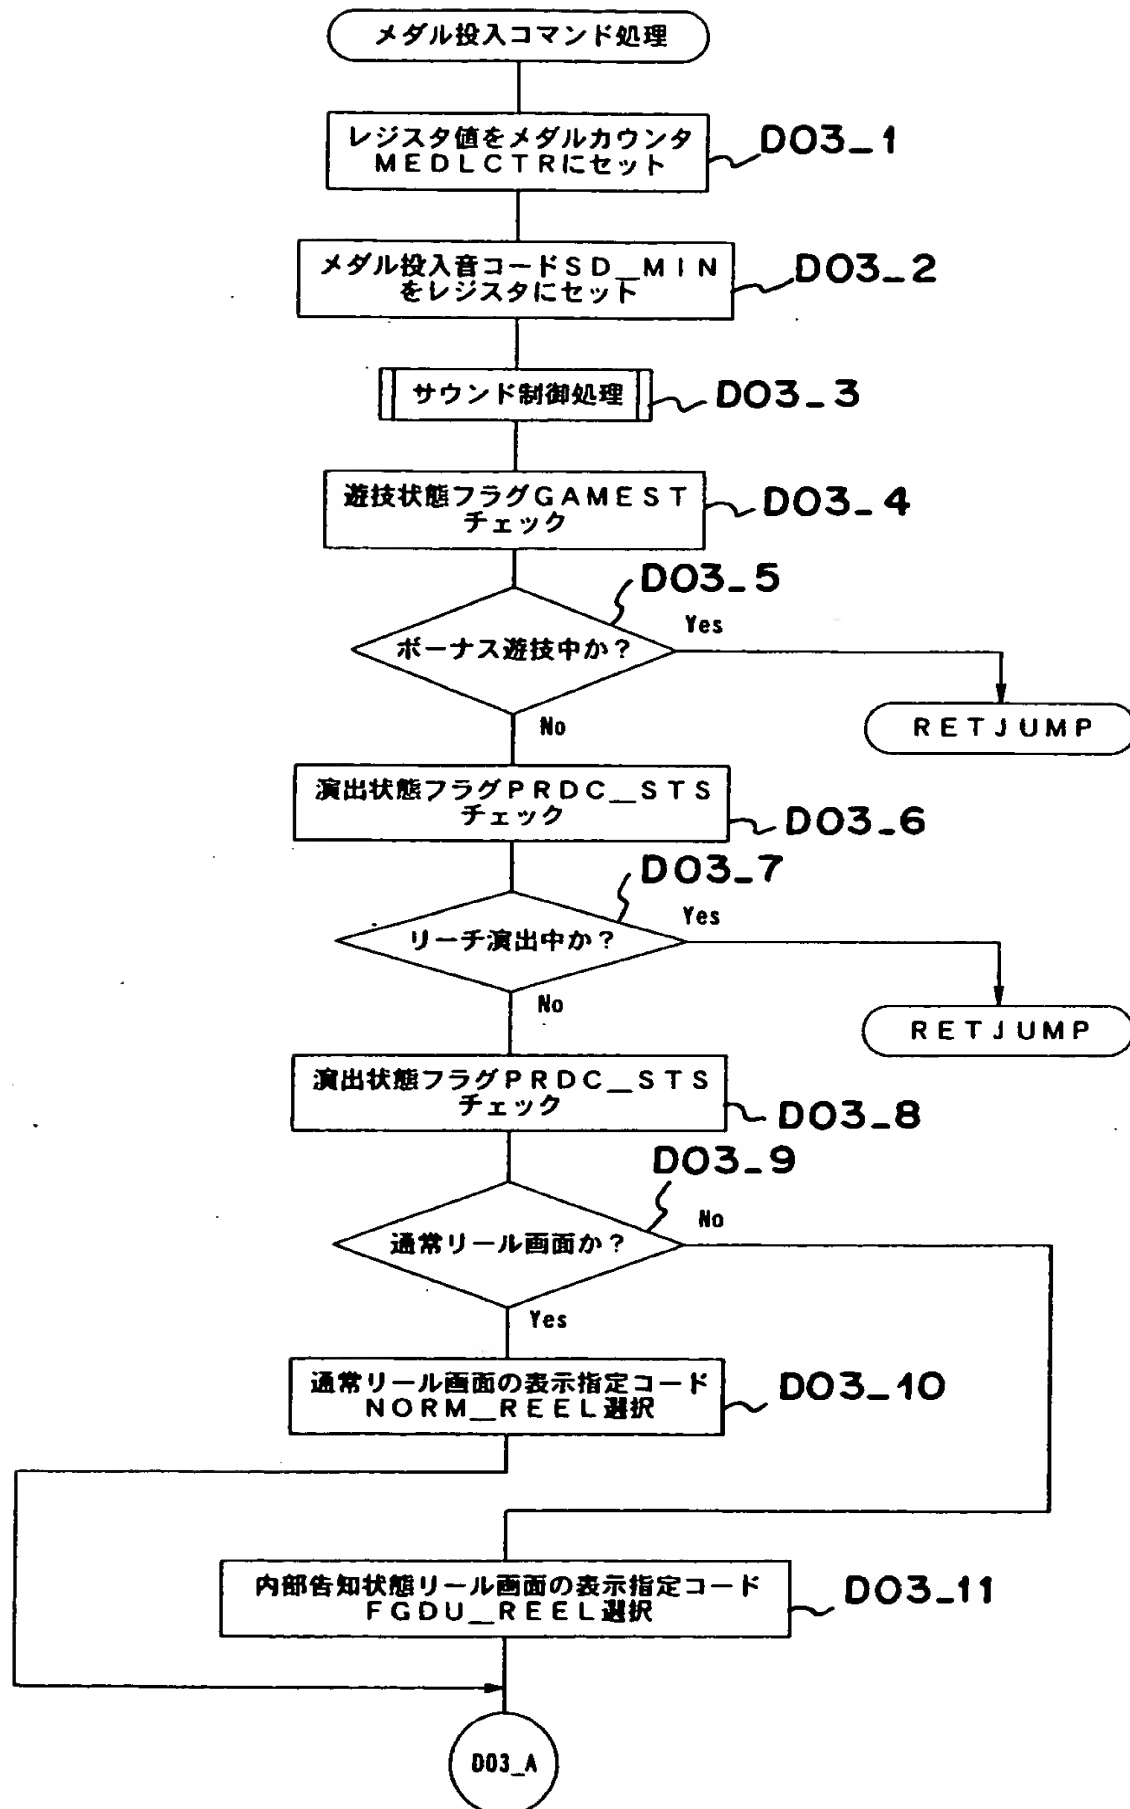 メダル投入コマンド処理
レジスタ値をメダルカウンタ
MEDLCTRにセット
D03_1
メダル投入音コードSD_MIN
をレジスタにセット
D03_2
サウンド制御処理
D03_3
遊技状態フラグGAMEST
チェック
D03_4
D03_5
ボーナス遊技中か?
Yes
RETJUMP
No
演出状態フラグPRDC_STS
チェック
D03_6
D03_7
リーチ演出中か?
Yes
RETJUMP
No
演出状態フラグPRDC_STS
チェック
D03_8
D03_9
通常リール画面か?
No
Yes
通常リール画面の表示指定コード
NORM_REEL選択
D03_10
内部告知状態リール画面の表示指定コード
FGDU_REEL選択
D03_11
D03_A